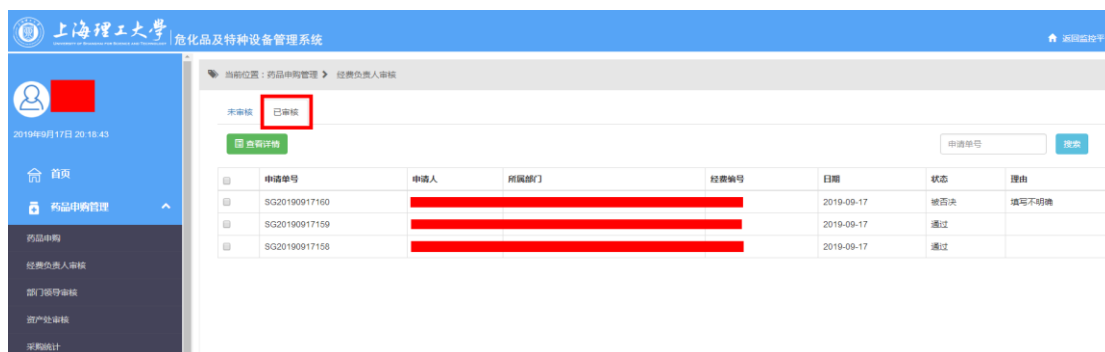 上海理工大學 危化品及特种设备管理系统
返回监控平
当前位置：药品申购管理 > 经费负责人审核
未审核 已审核
2019年9月17日 20:18:43
查看详情 申请单号 搜索
首页
申请单号 申请人 所属部门 经费编号 日期 状态 理由
药品申购管理
SG20190917160 2019-09-17 被否决 填写不明确
SG20190917159 2019-09-17 通过
SG20190917158 2019-09-17 通过
药品申购
经费负责人审核
部门领导审核
资产处审核
采购统计